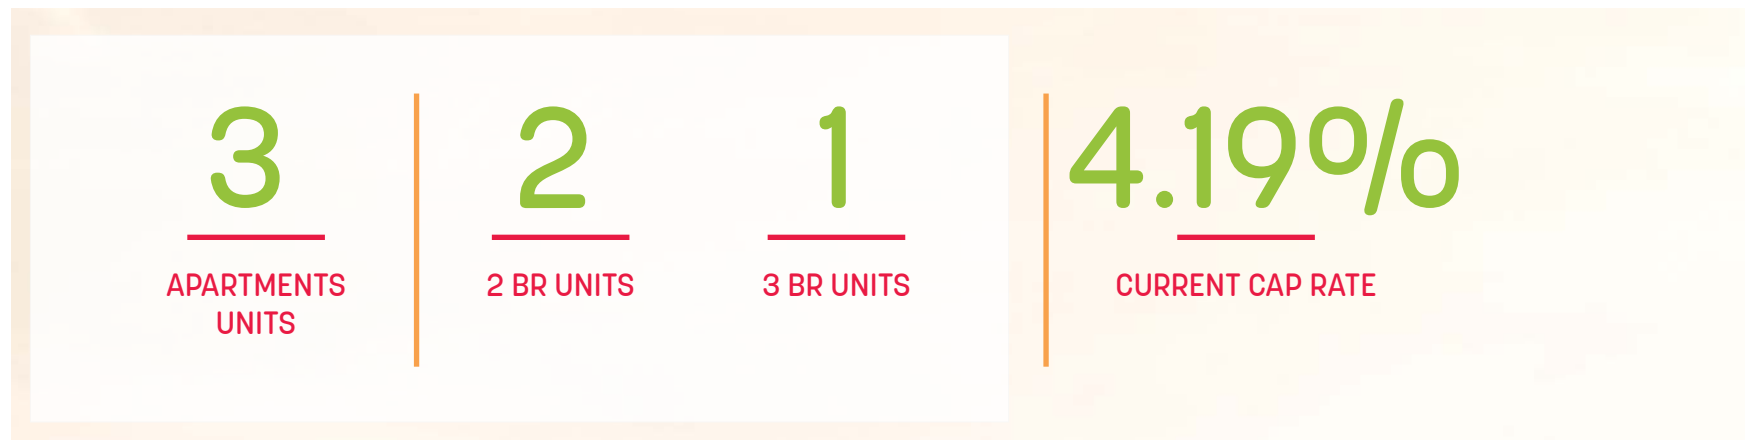 3
APARTMENTS
UNITS
2
2 BR UNITS
1
3 BR UNITS
4.19%
CURRENT CAP RATE